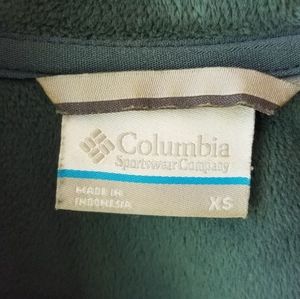 Columbia
Sportswear Company
MADE IN
INDONESIA
XS